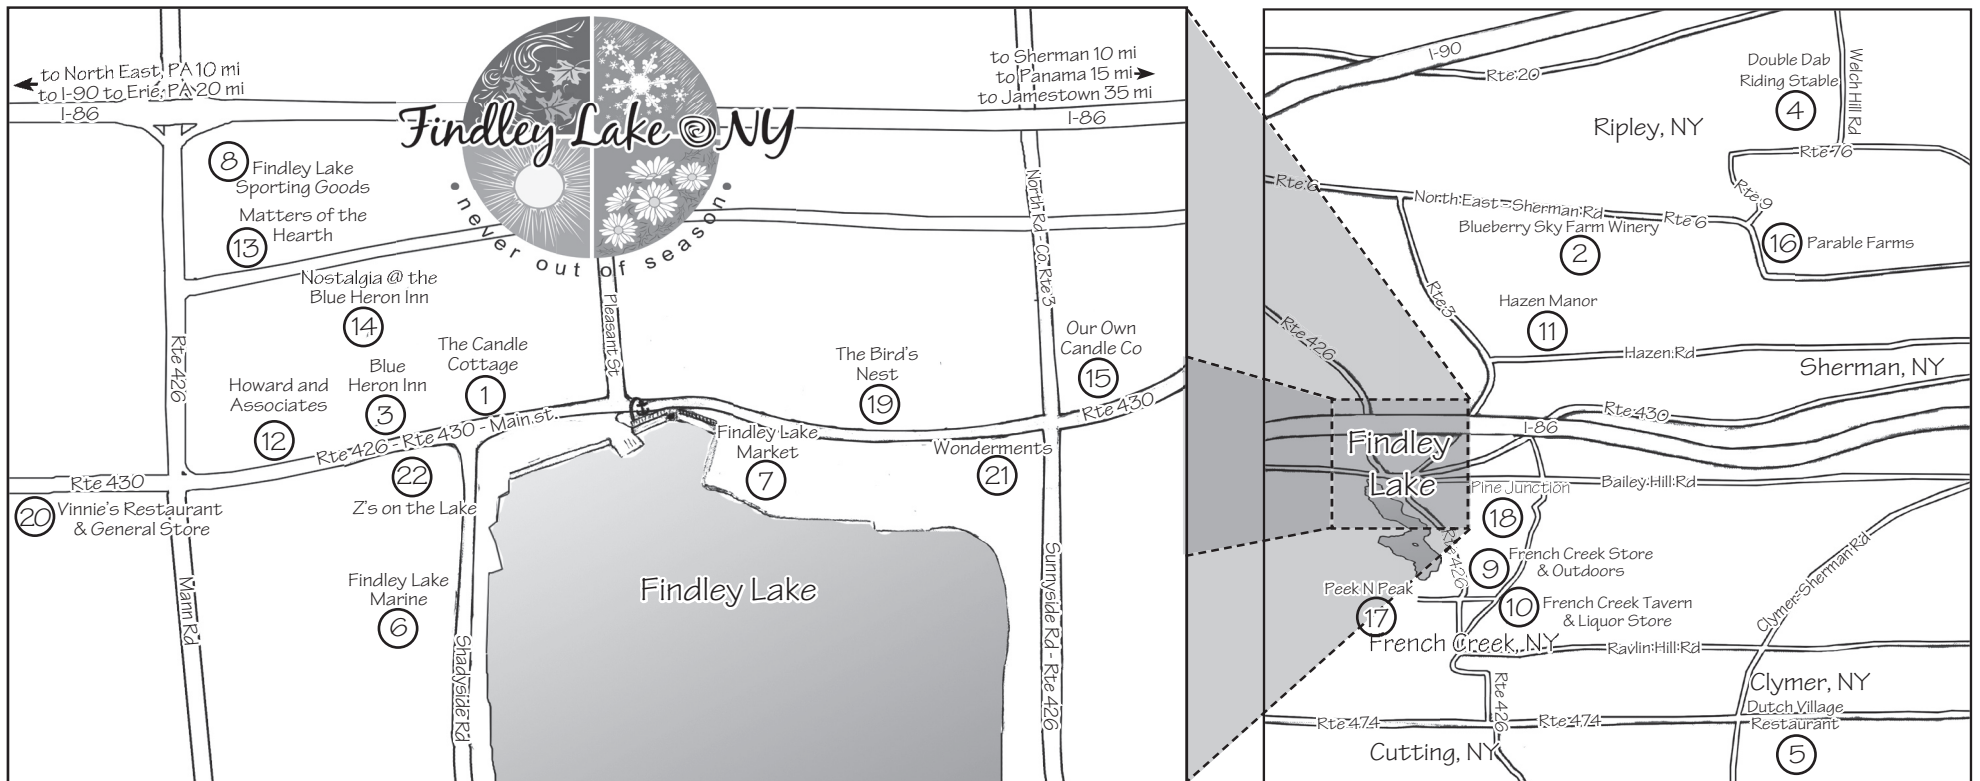 to North East, PA 10 mi
to I-90 to Erie, PA 20 mi
I-86
Findley Lake NY
never out of season
to Sherman 10 mi
to Panama 15 mi
to Jamestown 35 mi
I-86
8
Findley Lake
Sporting Goods
Matters of the
Hearth
13
Nostalgia @ the
Blue Heron Inn
14
Pleasant St
North Rd - Co. Rte 3
Rte 426
The Candle
Cottage
1
Blue
Heron Inn
3
Howard and
Associates
12
The Bird's
Nest
19
Our Own
Candle Co
15
Rte 430
Rte 426 - Rte 430 - Main st.
Rte 430
20
Vinnie's Restaurant
& General Store
22
Z's on the Lake
Findley Lake
Market
7
Wonderments
21
Findley Lake
Marine
6
Findley Lake
Mann Rd
Shadyside Rd
Sunnyside Rd - Rte 426
I-90
Rte 20
Double Dab
Riding Stable
4
Welch Hill Rd
Ripley, NY
Rte 76
Rte 9
Rte 6
North East-Sherman Rd
Rte 6
Blueberry Sky Farm Winery
2
16
Parable Farms
Rte 3
Hazen Manor
11
Rte 426
Hazen Rd
Sherman, NY
Rte 430
I-86
Findley
Lake
Bailey Hill Rd
Pine Junction
18
Rte 426
9
French Creek Store
& Outdoors
Peek N Peak
17
10
French Creek Tavern
& Liquor Store
Clymer-Sherman Rd
French Creek, NY
Ravlin Hill Rd
Rte 426
Clymer, NY
Dutch Village
Restaurant
5
Rte 474
Rte 474
Cutting, NY